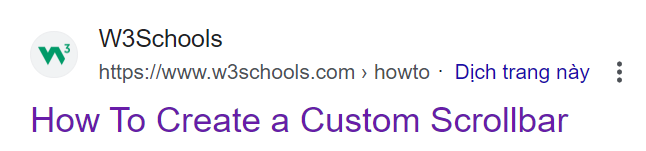 W3Schools
https://www.w3schools.com › howto · Dịch trang này
How To Create a Custom Scrollbar